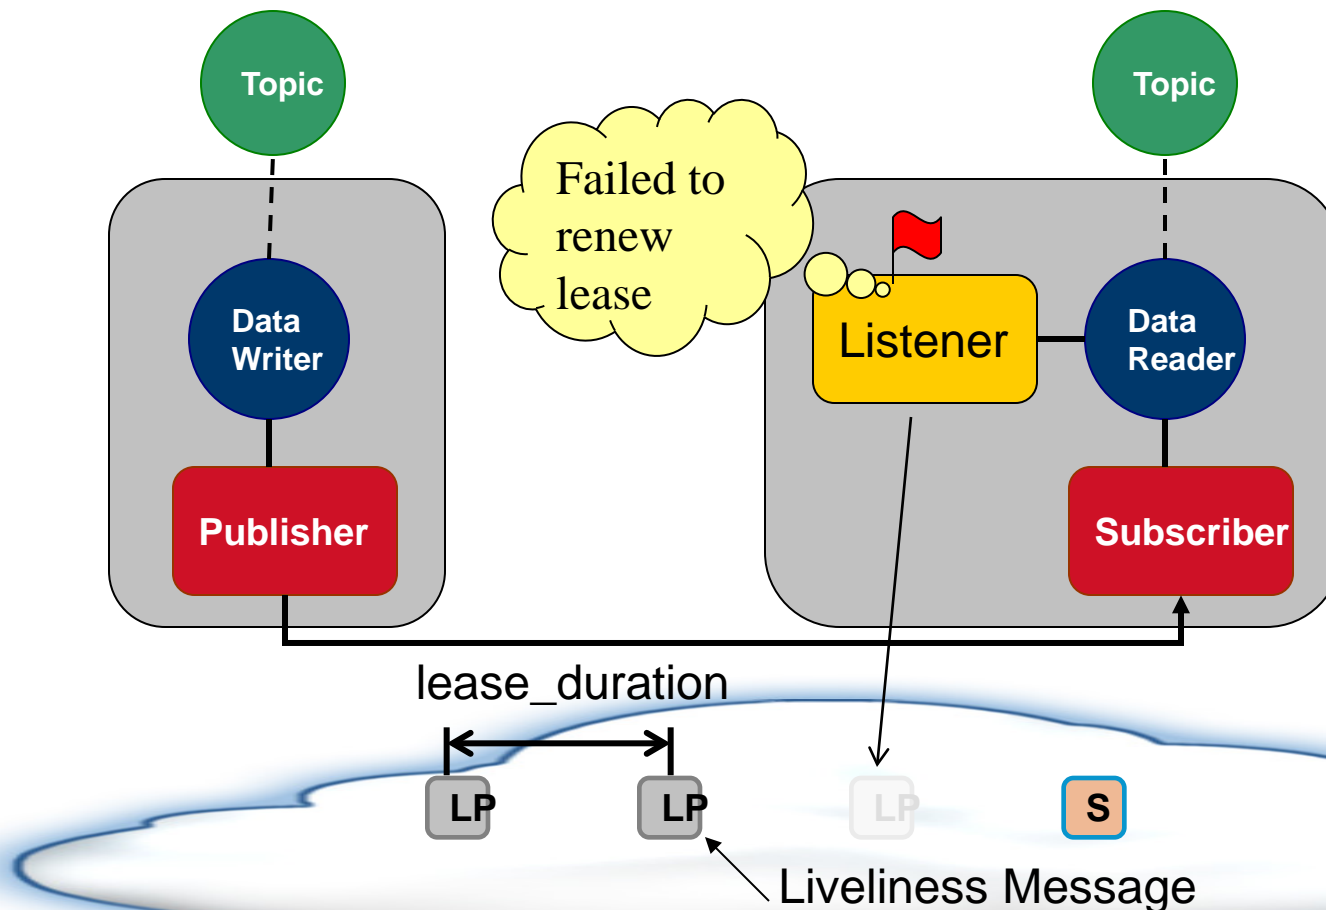 Topic
Topic
Failed to
renew
lease
Data
Writer
Listener
Data
Reader
Publisher
Subscriber
lease_duration
LP
LP
LP
S
Liveliness Message